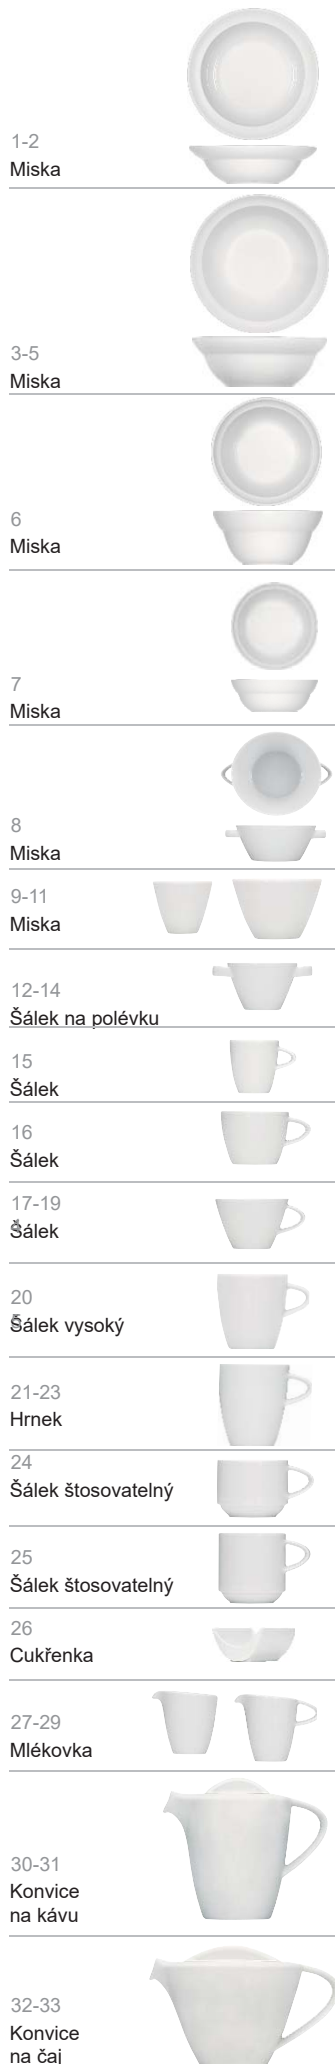 1-2
Miska
3-5
Miska
6
Miska
7
Miska
8
Miska
9-11
Miska
12-14
Šálek na polévku
15
Šálek
16
Šálek
17-19
Šálek
20
Šálek vysoký
21-23
Hrnek
24
Šálek štosovatelný
25
Šálek štosovatelný
26
Cukřenka
27-29
Mlékovka
30-31
Konvice
na kávu
32-33
Konvice
na čaj